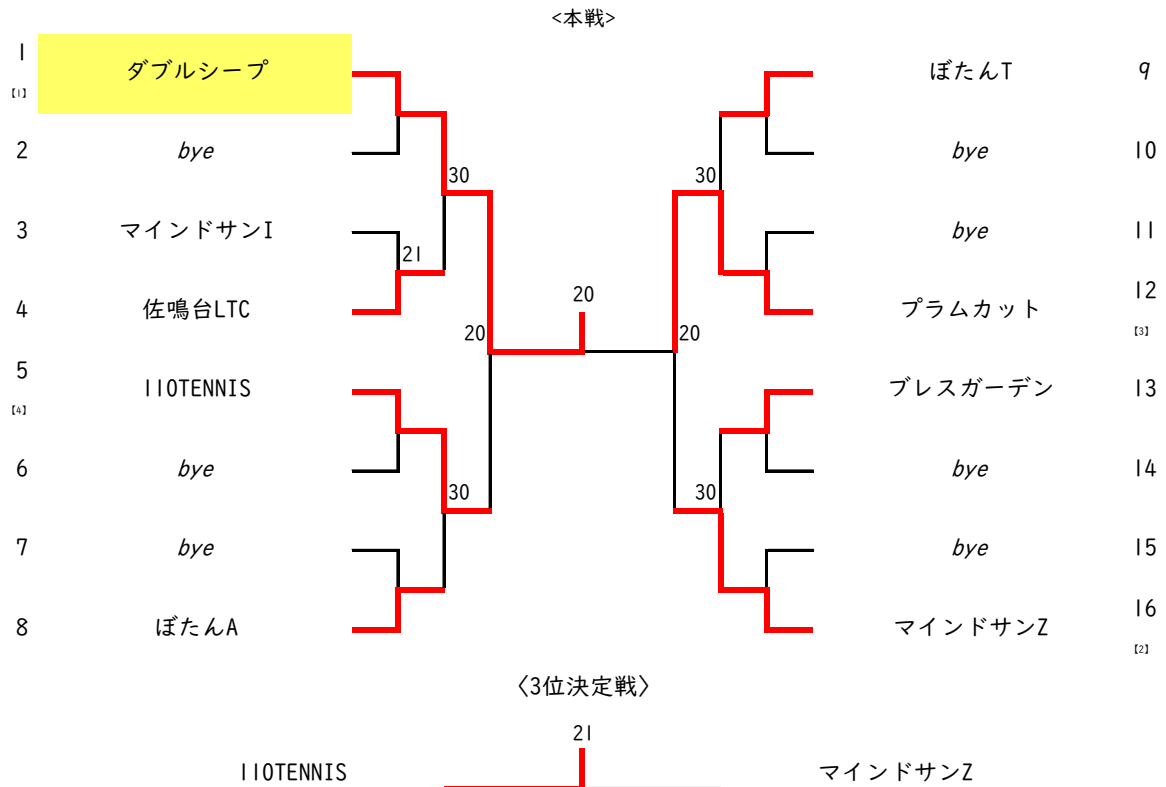 <本戦>
1
【1】
ダブルシープ
ぼたんT
9
2
bye
bye
10
30
30
3
マインドサンI
bye
11
21
4
佐鳴台LTC
20
プラムカット
12
【3】
20
20
5
【4】
110TENNIS
ブレスガーデン
13
6
bye
bye
14
30
30
7
bye
bye
15
8
ぼたんA
マインドサンZ
16
【2】
〈3位決定戦〉
21
110TENNIS
マインドサンZ